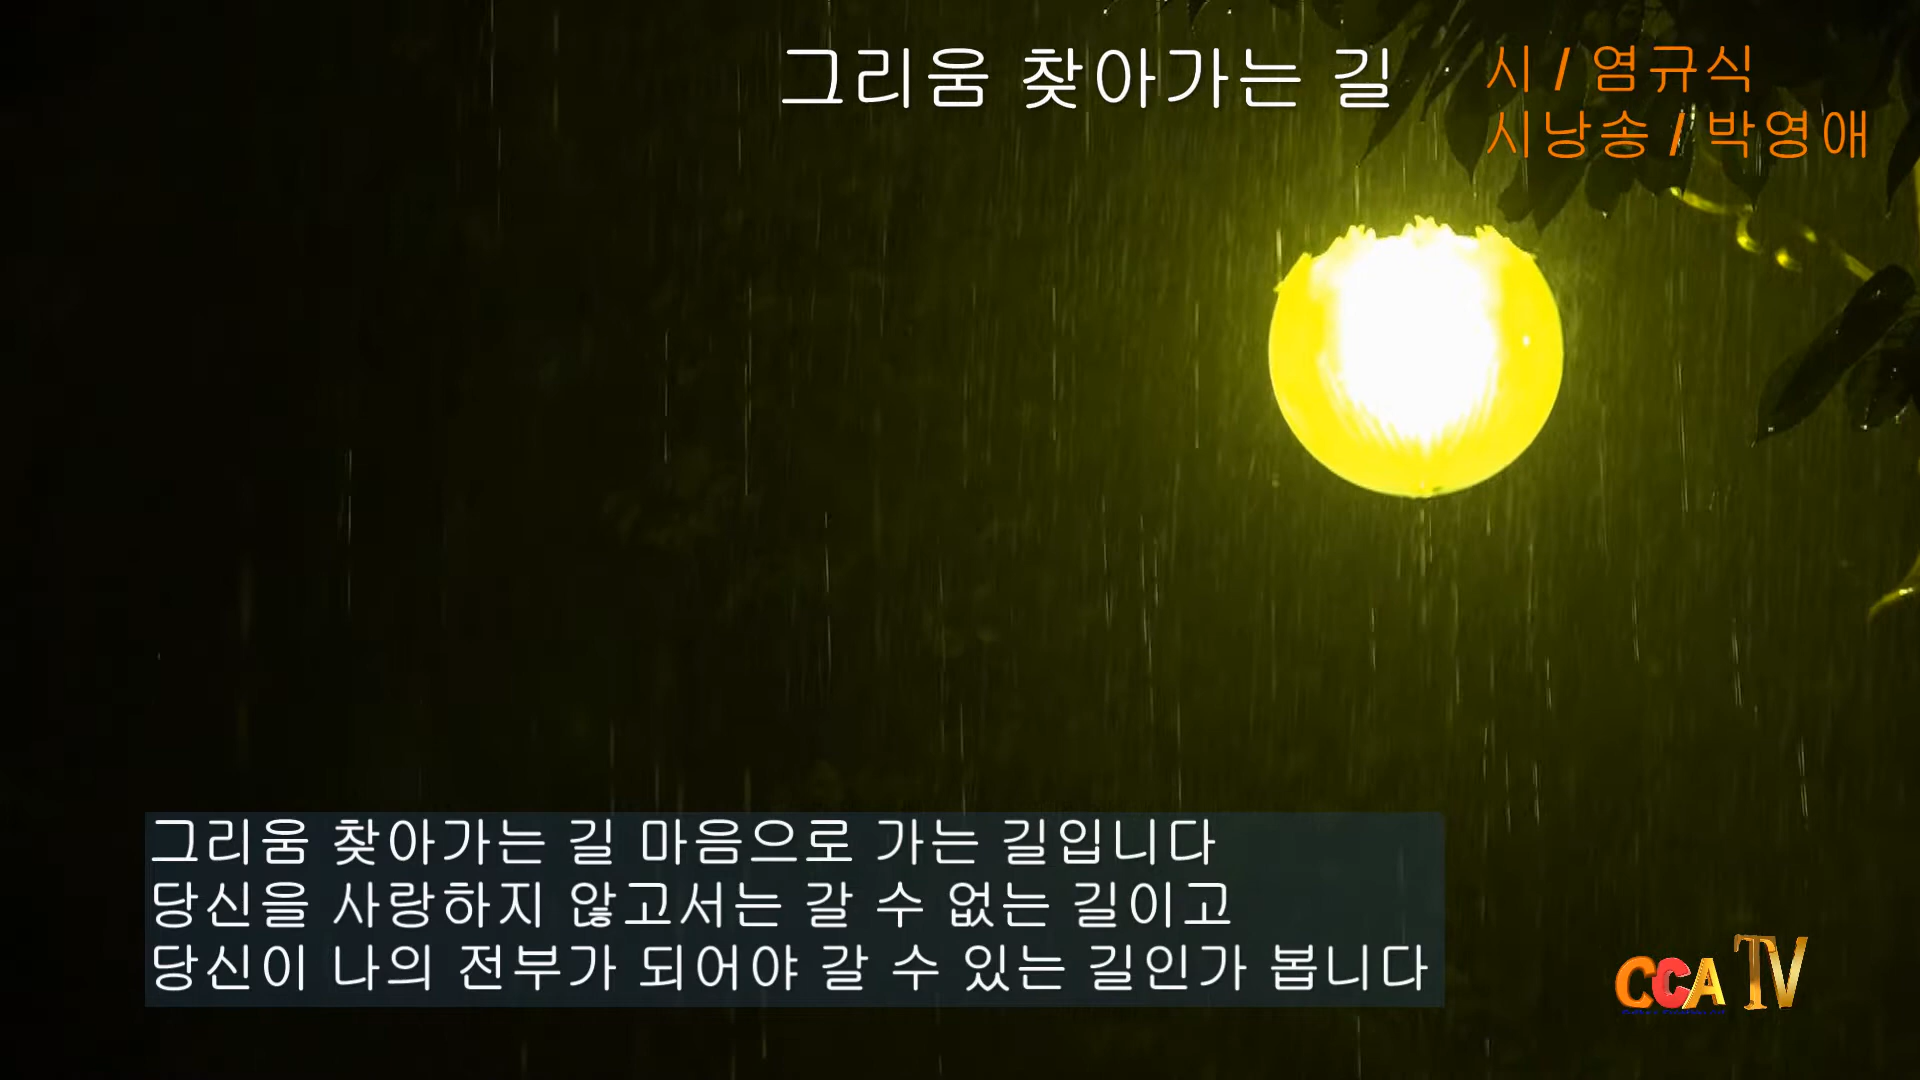 그리움 찾아가는 길
시 / 염규식
시낭송 / 박영애
그리움 찾아가는 길 마음으로 가는 길입니다
당신을 사랑하지 않고서는 갈 수 없는 길이고
당신이 나의 전부가 되어야 갈 수 있는 길인가 봅니다
CCA TV